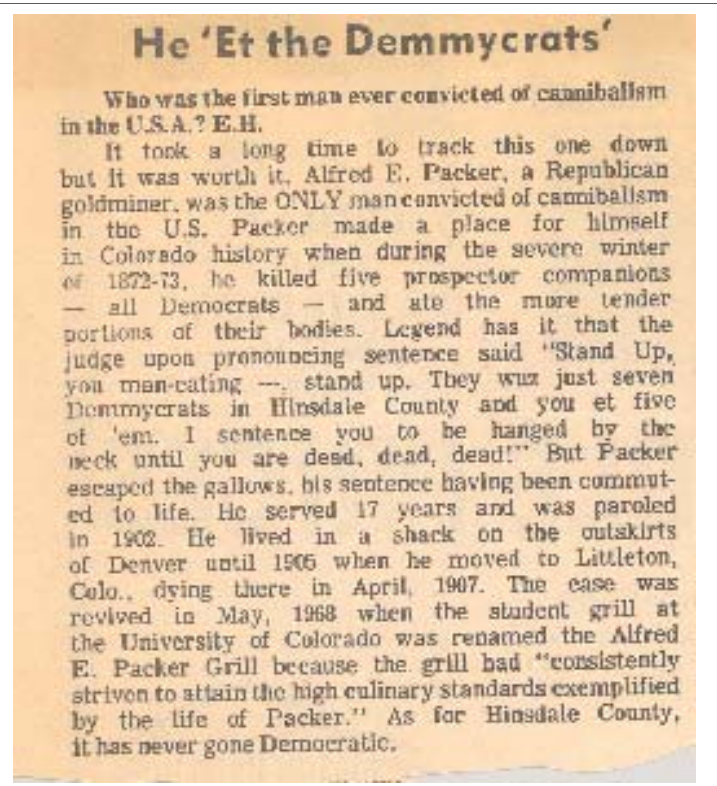 He 'Et the Demmycrats'
Who was the first man ever convicted of cannibalism
in the U.S.A.? E.H.
It took a long time to track this one down
but it was worth it. Alfred E. Packer, a Republican
goldminer, was the ONLY man convicted of cannibalism
in the U.S. Packer made a place for himself
in Colorado history when during the severe winter
of 1872-73, he killed five prospector companions
— all Democrats — and ate the more tender
portions of their bodies. Legend has it that the
judge upon pronouncing sentence said "Stand Up,
you man-eating —, stand up. They wuz just seven
Demmycrats in Hinsdale County and you et five
of 'em. I sentence you to be hanged by the
neck until you are dead, dead, dead!" But Packer
escaped the gallows, his sentence having been commut-
ed to life. He served 17 years and was paroled
in 1902. He lived in a shack on the outskirts
of Denver until 1905 when he moved to Littleton,
Colo., dying there in April, 1907. The case was
revived in May, 1968 when the student grill at
the University of Colorado was renamed the Alfred
E. Packer Grill because the grill had "consistently
striven to attain the high culinary standards exemplified
by the life of Packer." As for Hinsdale County,
it has never gone Democratic.